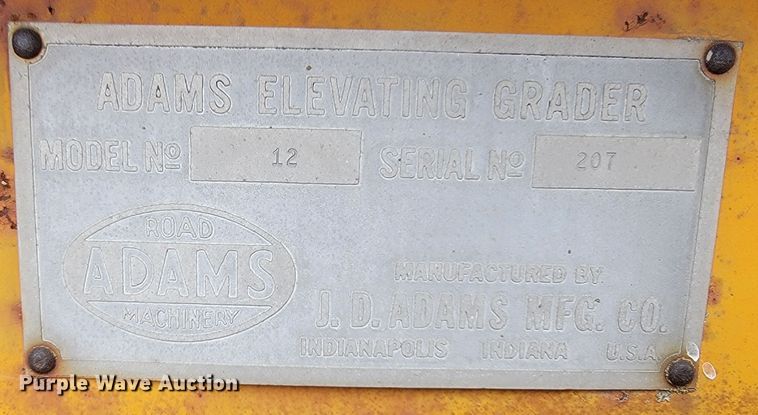 ADAMS ELEVATING GRADER
MODEL No 12 SERIAL No 207
ROAD
ADAMS
MACHINERY
MANUFACTURED BY
J. D. ADAMS MFG. CO.
INDIANAPOLIS INDIANA U.S.A.
Purple Wave Auction